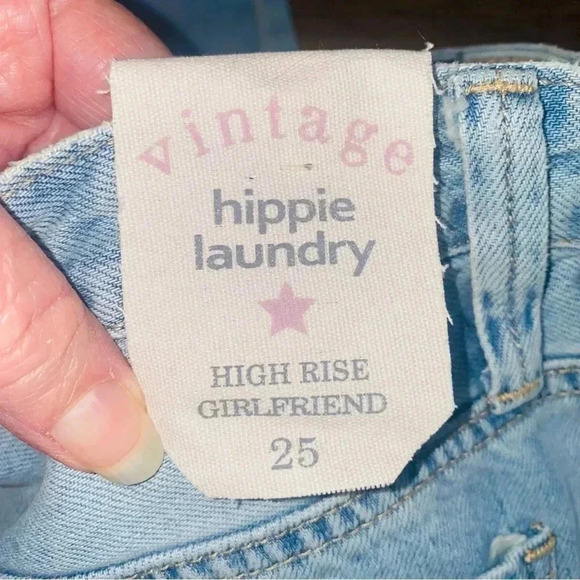 vintage
hippie
laundry
HIGH RISE
GIRLFRIEND
25